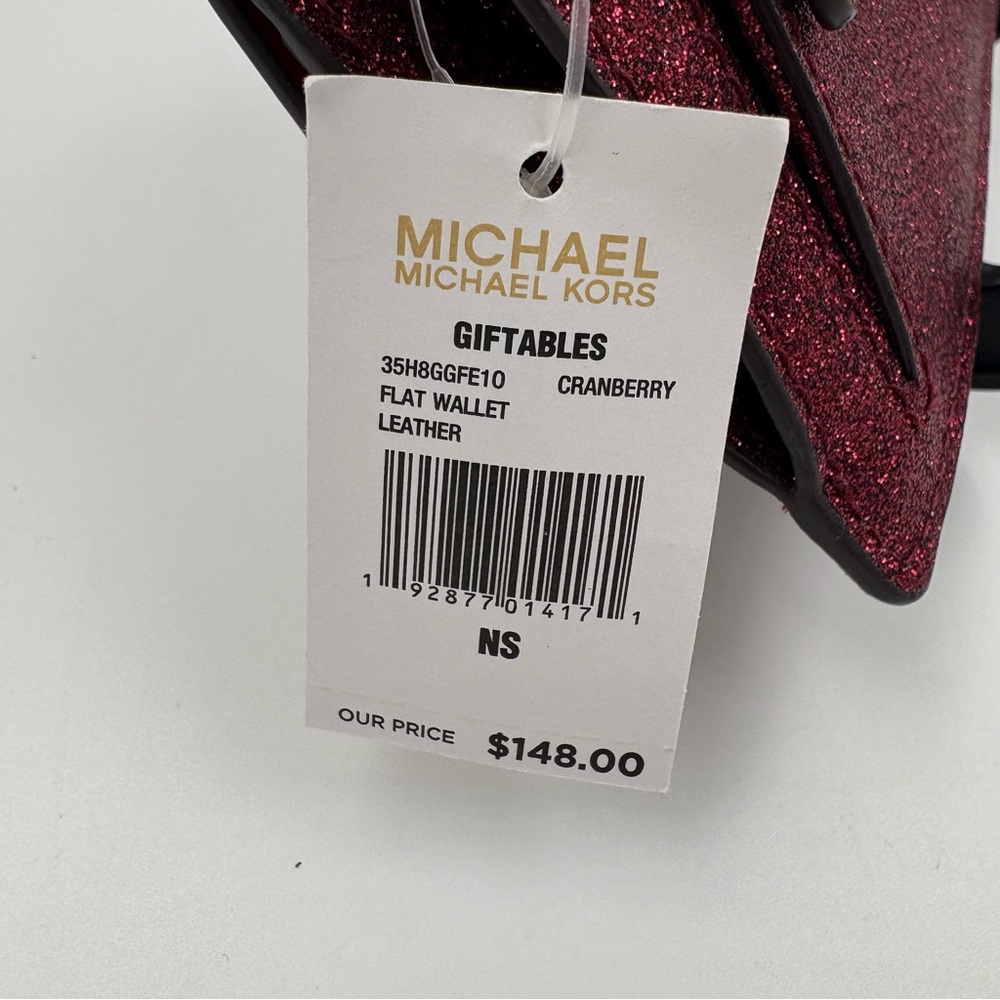 MICHAEL
MICHAEL KORS
GIFTABLES
35H8GGFE10 CRANBERRY
FLAT WALLET
LEATHER
1 92877 01417 1
NS
OUR PRICE $148.00